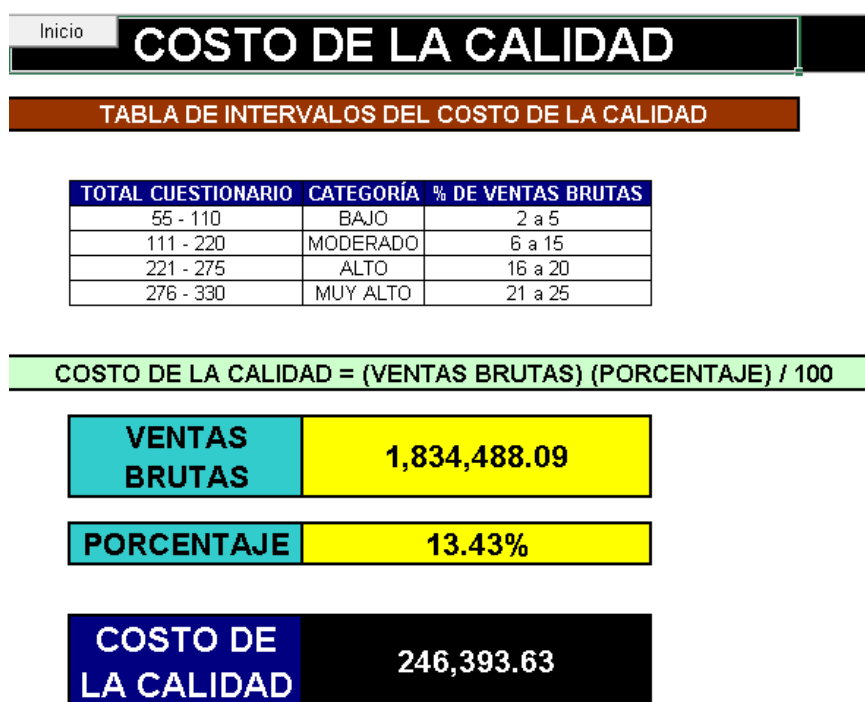 Inicio
COSTO DE LA CALIDAD
TABLA DE INTERVALOS DEL COSTO DE LA CALIDAD
TOTAL CUESTIONARIO CATEGORÍA % DE VENTAS BRUTAS
55 - 110 BAJO 2 a 5
111 - 220 MODERADO 6 a 15
221 - 275 ALTO 16 a 20
276 - 330 MUY ALTO 21 a 25
COSTO DE LA CALIDAD = (VENTAS BRUTAS) (PORCENTAJE) / 100
VENTAS
BRUTAS
1,834,488.09
PORCENTAJE 13.43%
COSTO DE
LA CALIDAD
246,393.63